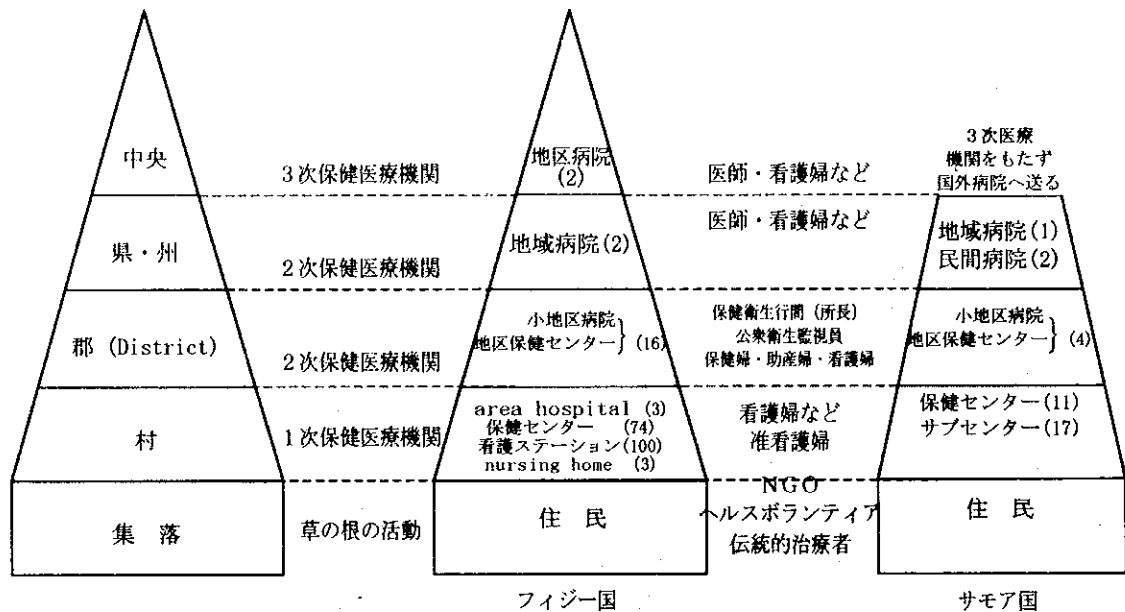 中央
3次保健医療機関
地区病院
(2)
医師・看護婦など
3次医療
機関をもたず
国外病院へ送る
県・州
2次保健医療機関
地域病院(2)
医師・看護婦など
地域病院(1)
民間病院(2)
郡 (District)
2次保健医療機関
小地区病院
地区保健センター
(16)
保健衛生行間 (所長)
公衆衛生監視員
保健婦・助産婦・看護婦
小地区病院
地区保健センター
(4)
村
1次保健医療機関
area hospital (3)
保健センター (74)
看護ステーション(100)
nursing home (3)
看護婦など
准看護婦
保健センター(11)
サブセンター(17)
集落
草の根の活動
住民
NGO
ヘルスボランティア
伝統的治療者
住民
フィジー国
サモア国